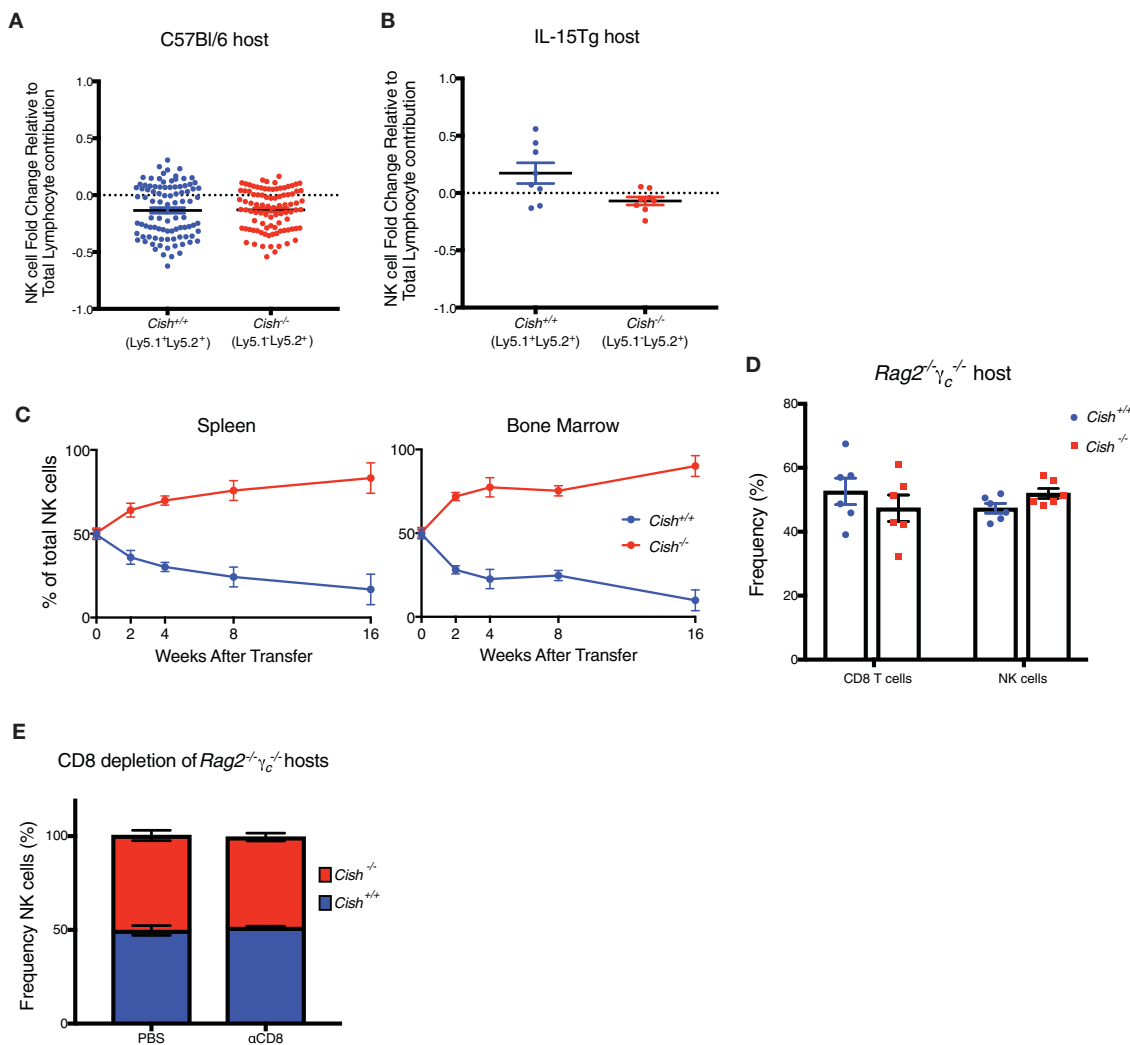 A
C57Bl/6 host
NK cell Fold Change Relative to
Total Lymphocyte contribution
1.0
0.5
0.0
-0.5
-1.0
Cish+/+
(Ly5.1+Ly5.2+)
Cish-/-
(Ly5.1-Ly5.2+)
B
IL-15Tg host
NK cell Fold Change Relative to
Total Lymphocyte contribution
1.0
0.5
0.0
-0.5
-1.0
Cish+/+
(Ly5.1+Ly5.2+)
Cish-/-
(Ly5.1-Ly5.2+)
C
Spleen
% of total NK cells
100
50
0
0 2 4 8 16
Weeks After Transfer
Bone Marrow
100
50
0
Cish+/+
Cish-/-
0 2 4 8 16
Weeks After Transfer
D
Rag2-/-γc-/- host
Frequency (%)
80
60
40
20
0
Cish+/+
Cish-/-
CD8 T cells NK cells
E
CD8 depletion of Rag2-/-γc-/- hosts
Frequency NK cells (%)
100
50
0
Cish-/-
Cish+/+
PBS αCD8